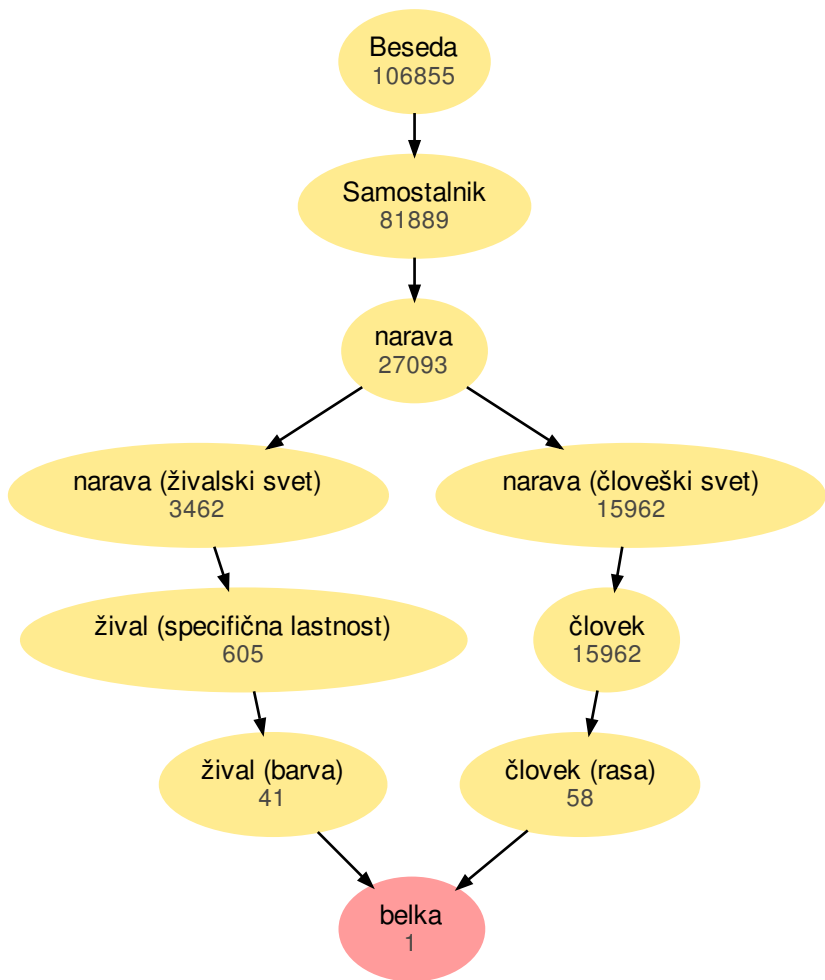 Beseda
106855
Samostalnik
81889
narava
27093
narava (živalski svet)
3462
narava (človeški svet)
15962
žival (specifična lastnost)
605
človek
15962
žival (barva)
41
človek (rasa)
58
belka
1